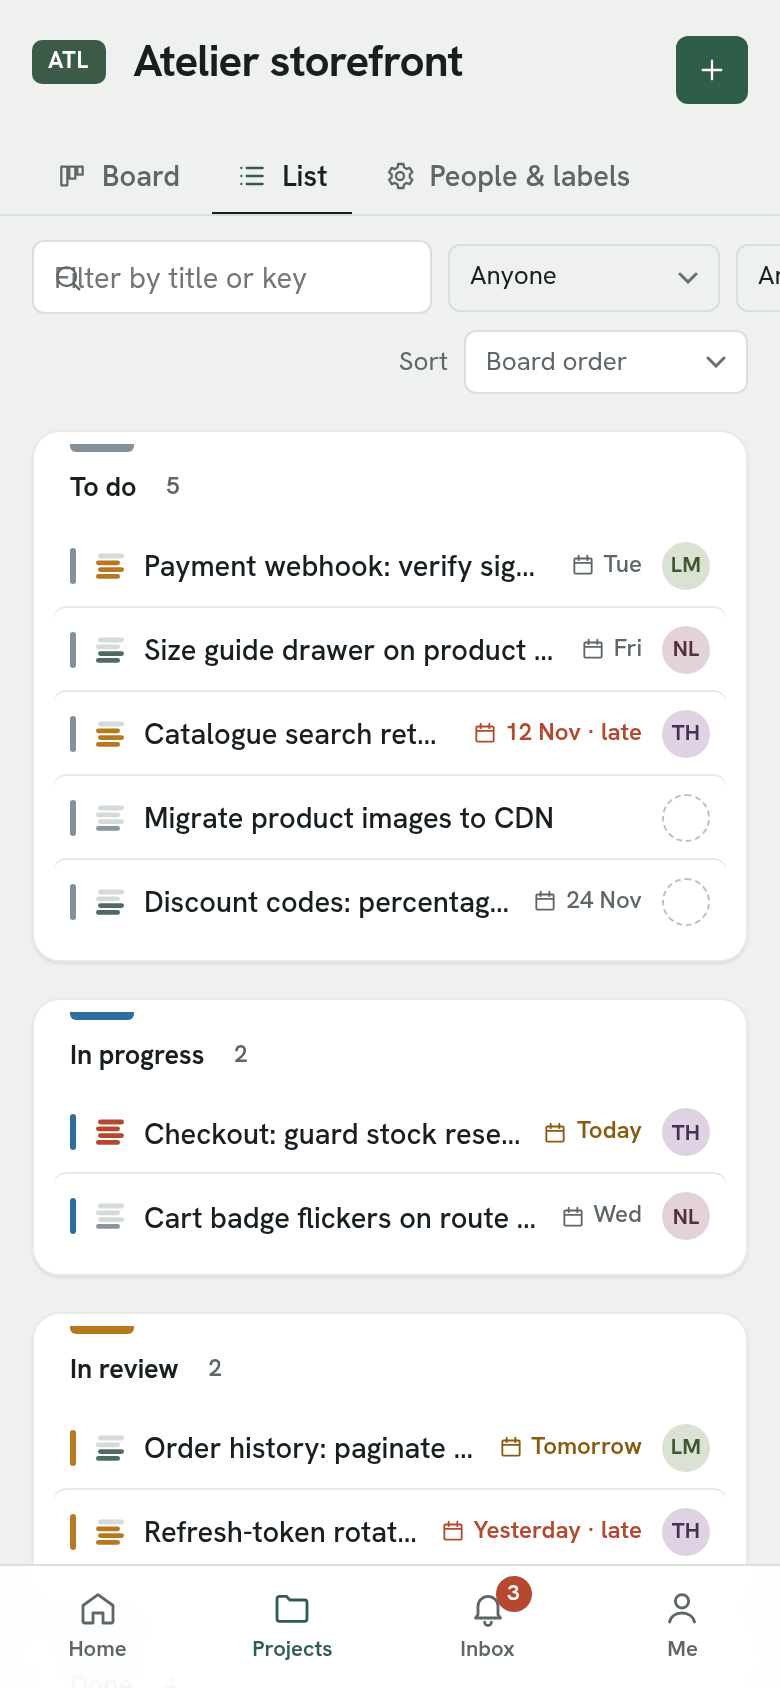 ATL Atelier storefront
Board List People & labels
Filter by title or key Anyone
Sort Board order
To do 5
Payment webhook: verify sig... Tue LM
Size guide drawer on product ... Fri NL
Catalogue search ret... 12 Nov · late TH
Migrate product images to CDN
Discount codes: percentag... 24 Nov
In progress 2
Checkout: guard stock rese... Today TH
Cart badge flickers on route ... Wed NL
In review 2
Order history: paginate ... Tomorrow LM
Refresh-token rotat... Yesterday · late TH
3
Home Projects Inbox Me
Done 4